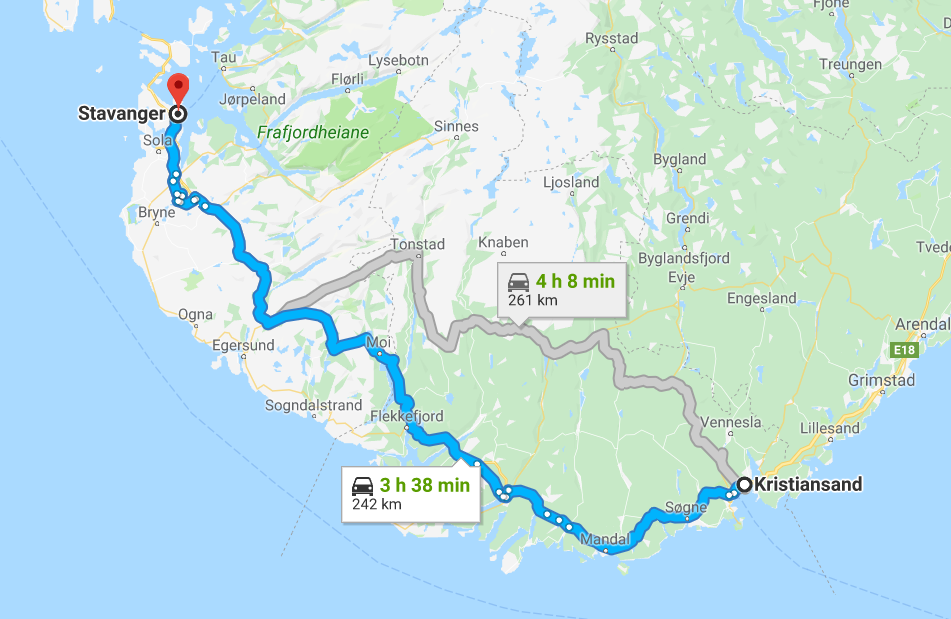 Fjone
Rysstad
Tau
Lysebotn
Treungen
Flørli
Jørpeland
Stavanger
Frafjordheiane
Sinnes
Sola
Bygland
Ljosland
Bryne
Grendi
Tonstad
Knaben
Tvede
Byglandsfjord
Evje
4 h 8 min
261 km
Engesland
Ogna
Arendal
Egersund
Moi
E18
Grimstad
Sogndalstrand
Flekkefjord
Vennesla
Lillesand
3 h 38 min
242 km
Kristiansand
Søgne
Mandal